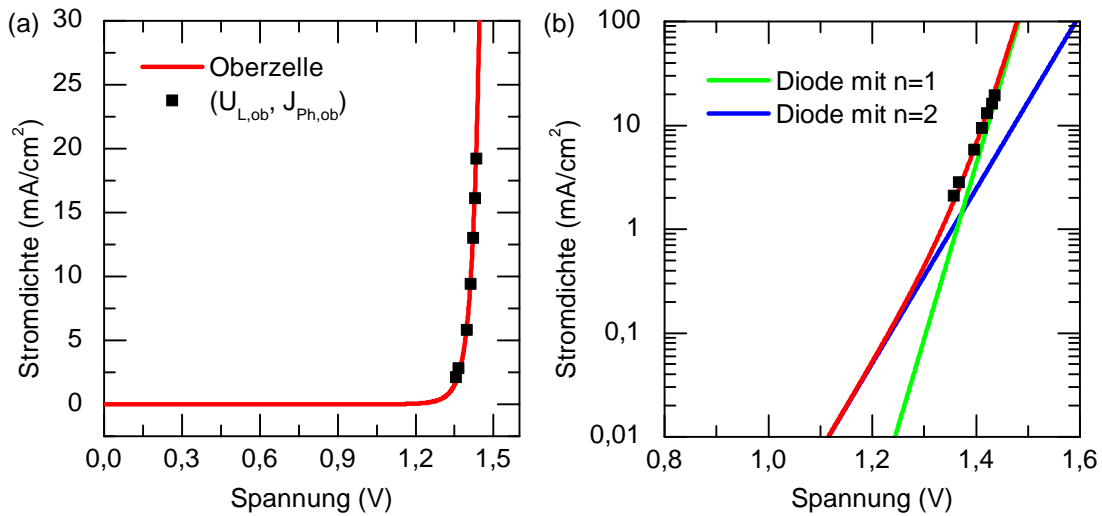 (a)
30
25
20
15
10
5
0
Stromdichte (mA/cm²)
Oberzelle
(U_L,ob, J_Ph,ob)
0,0 0,3 0,6 0,9 1,2 1,5
Spannung (V)
(b)
100
10
1
0,1
0,01
Stromdichte (mA/cm²)
Diode mit n=1
Diode mit n=2
0,8 1,0 1,2 1,4 1,6
Spannung (V)